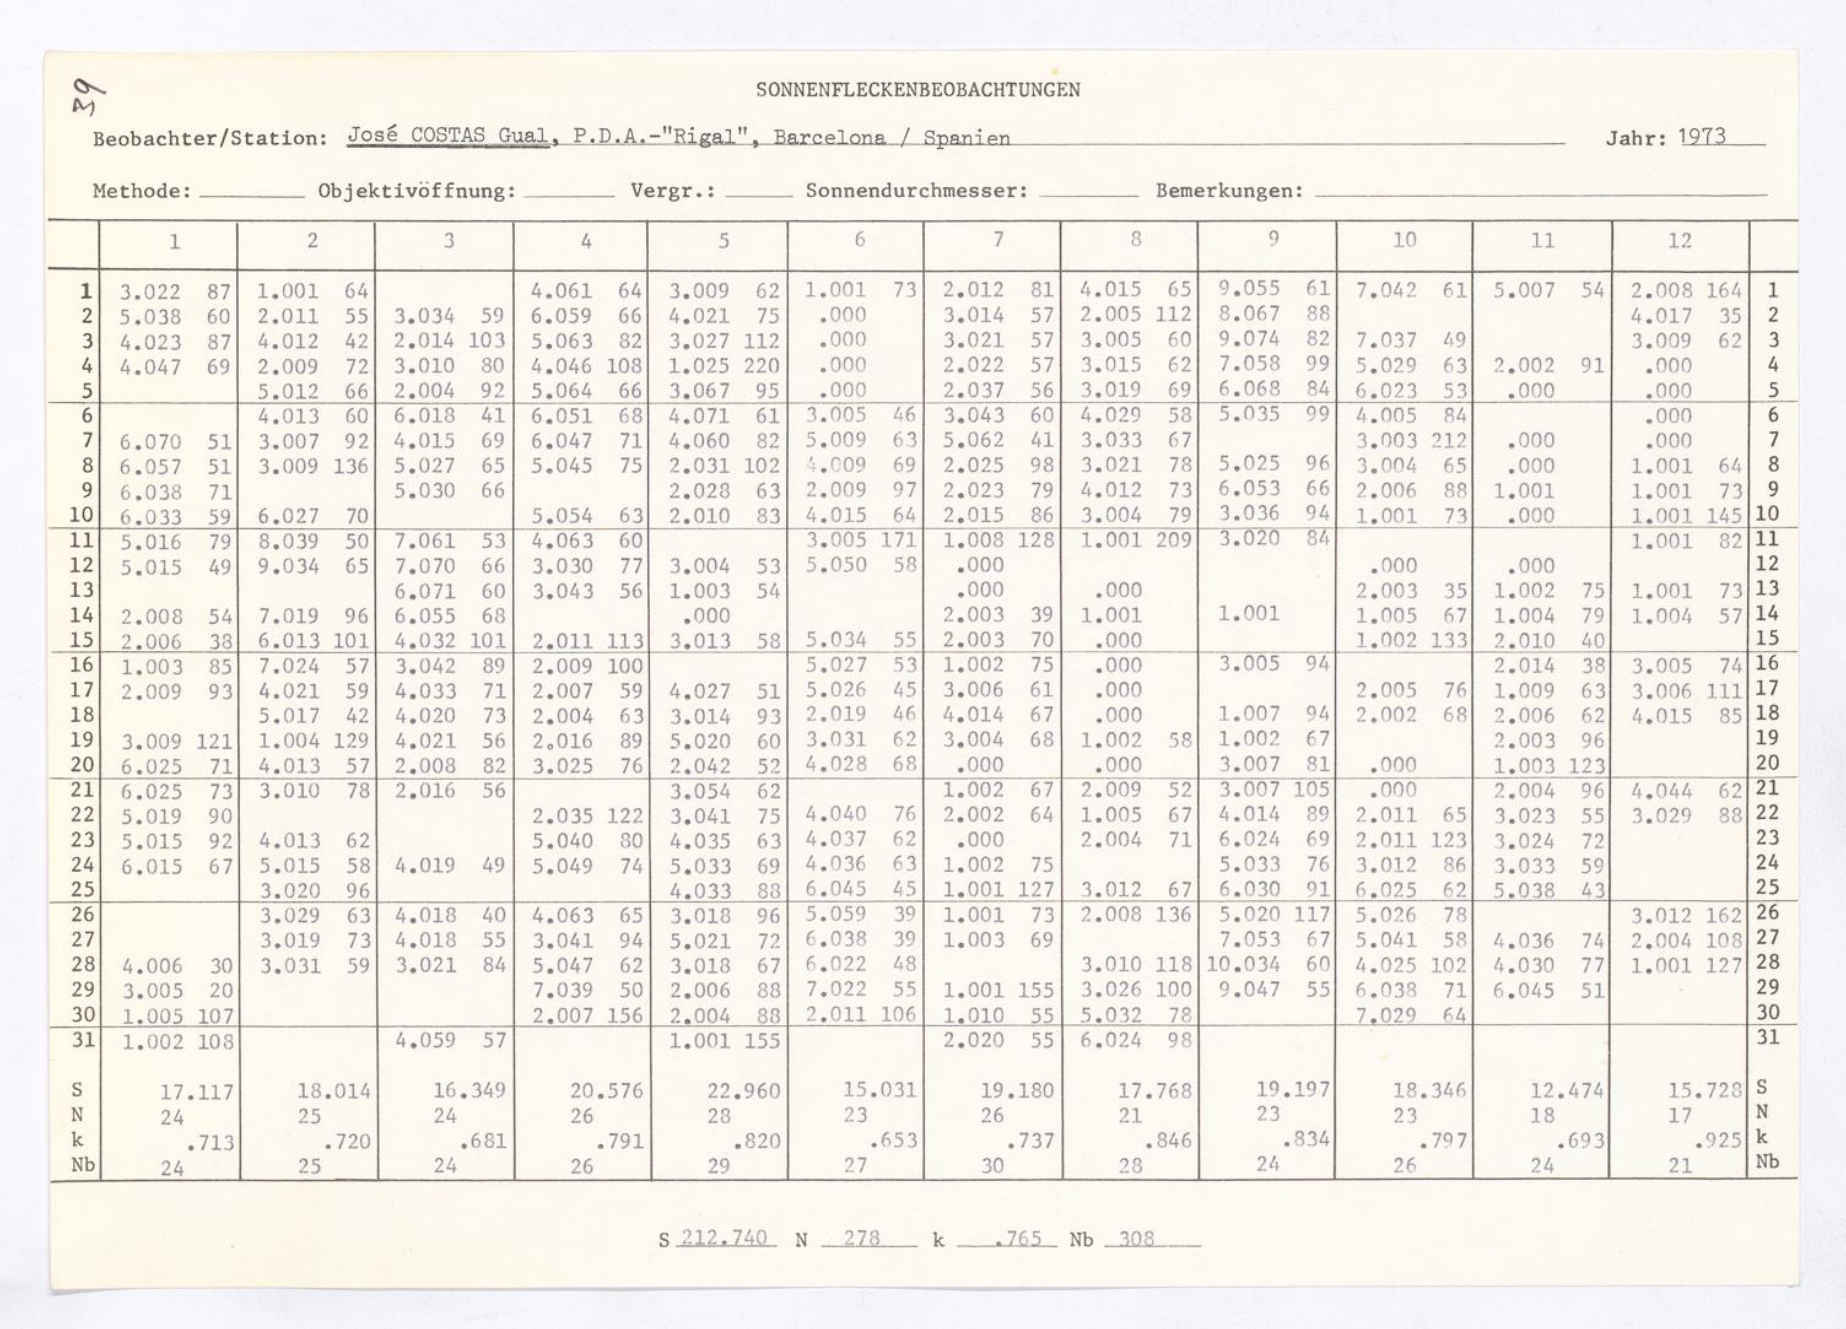 39
SONNENFLECKENBEOBACHTUNGEN
Beobachter/Station: José COSTAS Gual, P.D.A.-"Rigal", Barcelona / Spanien Jahr: 1973
Methode: Objektivöffnung: Vergr.: Sonnendurchmesser: Bemerkungen:
1 2 3 4 5 6 7 8 9 10 11 12
1 3.022 87 1.001 64 4.061 64 3.009 62 1.001 73 2.012 81 4.015 65 9.055 61 7.042 61 5.007 54 2.008 164 1
2 5.038 60 2.011 55 3.034 59 6.059 66 4.021 75 .000 3.014 57 2.005 112 8.067 88 4.017 35 2
3 4.023 87 4.012 42 2.014 103 5.063 82 3.027 112 .000 3.021 57 3.005 60 9.074 82 7.037 49 3.009 62 3
4 4.047 69 2.009 72 3.010 80 4.046 108 1.025 220 .000 2.022 57 3.015 62 7.058 99 5.029 63 2.002 91 .000 4
5 5.012 66 2.004 92 5.064 66 3.067 95 .000 2.037 56 3.019 69 6.068 84 6.023 53 .000 .000 5
6 4.013 60 6.018 41 6.051 68 4.071 61 3.005 46 3.043 60 4.029 58 5.035 99 4.005 84 .000 6
7 6.070 51 3.007 92 4.015 69 6.047 71 4.060 82 5.009 63 5.062 41 3.033 67 3.003 212 .000 .000 7
8 6.057 51 3.009 136 5.027 65 5.045 75 2.031 102 4.009 69 2.025 98 3.021 78 5.025 96 3.004 65 .000 1.001 64 8
9 6.038 71 5.030 66 2.028 63 2.009 97 2.023 79 4.012 73 6.053 66 2.006 88 1.001 1.001 73 9
10 6.033 59 6.027 70 5.054 63 2.010 83 4.015 64 2.015 86 3.004 79 3.036 94 1.001 73 .000 1.001 145 10
11 5.016 79 8.039 50 7.061 53 4.063 60 3.005 171 1.008 128 1.001 209 3.020 84 1.001 82 11
12 5.015 49 9.034 65 7.070 66 3.030 77 3.004 53 5.050 58 .000 .000 .000 12
13 6.071 60 3.043 56 1.003 54 .000 .000 2.003 35 1.002 75 1.001 73 13
14 2.008 54 7.019 96 6.055 68 .000 2.003 39 1.001 1.001 1.005 67 1.004 79 1.004 57 14
15 2.006 38 6.013 101 4.032 101 2.011 113 3.013 58 5.034 55 2.003 70 .000 1.002 133 2.010 40 15
16 1.003 85 7.024 57 3.042 89 2.009 100 5.027 53 1.002 75 .000 3.005 94 2.014 38 3.005 74 16
17 2.009 93 4.021 59 4.033 71 2.007 59 4.027 51 5.026 45 3.006 61 .000 2.005 76 1.009 63 3.006 111 17
18 5.017 42 4.020 73 2.004 63 3.014 93 2.019 46 4.014 67 .000 1.007 94 2.002 68 2.006 62 4.015 85 18
19 3.009 121 1.004 129 4.021 56 2.016 89 5.020 60 3.031 62 3.004 68 1.002 58 1.002 67 2.003 96 19
20 6.025 71 4.013 57 2.008 82 3.025 76 2.042 52 4.028 68 .000 .000 3.007 81 .000 1.003 123 20
21 6.025 73 3.010 78 2.016 56 3.054 62 1.002 67 2.009 52 3.007 105 .000 2.004 96 4.044 62 21
22 5.019 90 2.035 122 3.041 75 4.040 76 2.002 64 1.005 67 4.014 89 2.011 65 3.023 55 3.029 88 22
23 5.015 92 4.013 62 5.040 80 4.035 63 4.037 62 .000 2.004 71 6.024 69 2.011 123 3.024 72 23
24 6.015 67 5.015 58 4.019 49 5.049 74 5.033 69 4.036 63 1.002 75 5.033 76 3.012 86 3.033 59 24
25 3.020 96 4.033 88 6.045 45 1.001 127 3.012 67 6.030 91 6.025 62 5.038 43 25
26 3.029 63 4.018 40 4.063 65 3.018 96 5.059 39 1.001 73 2.008 136 5.020 117 5.026 78 3.012 162 26
27 3.019 73 4.018 55 3.041 94 5.021 72 6.038 39 1.003 69 7.053 67 5.041 58 4.036 74 2.004 108 27
28 4.006 30 3.031 59 3.021 84 5.047 62 3.018 67 6.022 48 3.010 118 10.034 60 4.025 102 4.030 77 1.001 127 28
29 3.005 20 7.039 50 2.006 88 7.022 55 1.001 155 3.026 100 9.047 55 6.038 71 6.045 51 29
30 1.005 107 2.007 156 2.004 88 2.011 106 1.010 55 5.032 78 7.029 64 30
31 1.002 108 4.059 57 1.001 155 2.020 55 6.024 98 31
S 17.117 18.014 16.349 20.576 22.960 15.031 19.180 17.768 19.197 18.346 12.474 15.728 S
N 24 25 24 26 28 23 26 21 23 23 18 17 N
k .713 .720 .681 .791 .820 .653 .737 .846 .834 .797 .693 .925 k
Nb 24 25 24 26 29 27 30 28 24 26 24 21 Nb
S 212.740 N 278 k .765 Nb 308